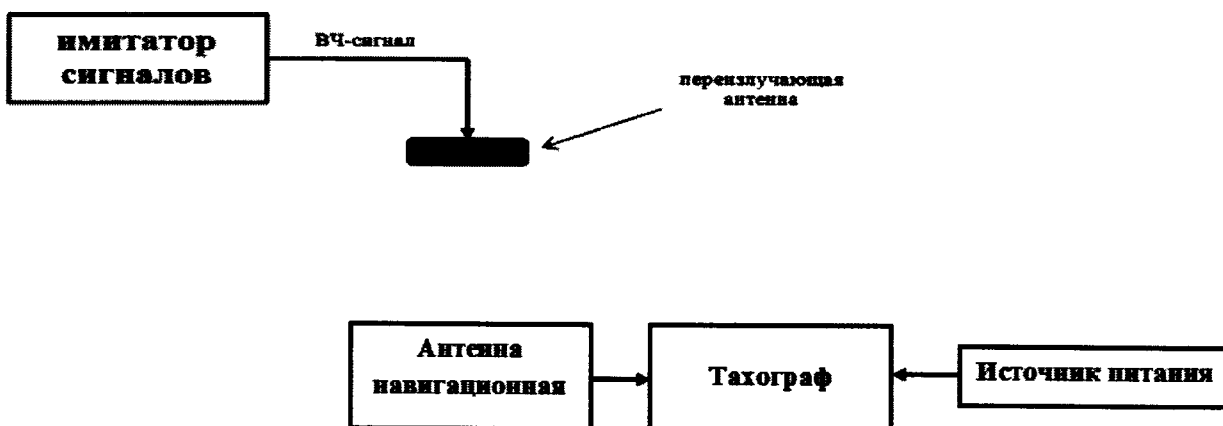 имитатор
сигналов
ВЧ-сигнал
переизлучающая
антенна
Антенна
навигационная
Тахограф
Источник питания